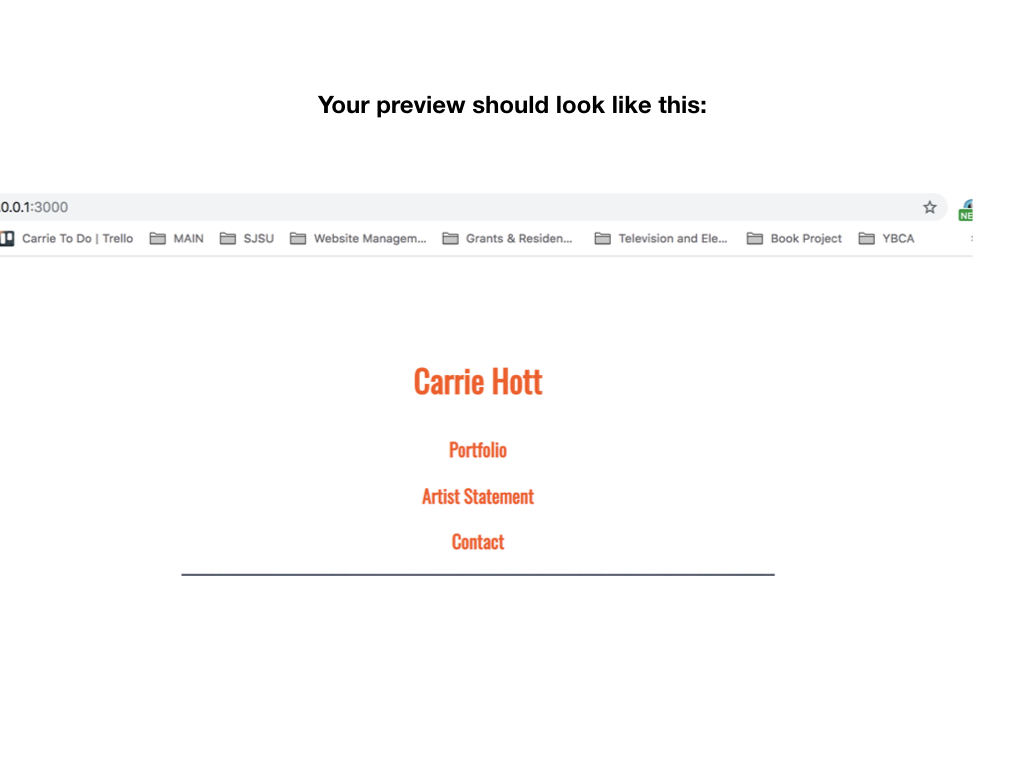 Your preview should look like this:
.0.0.1:3000
NE
Carrie To Do | Trello MAIN SJSU Website Managem... Grants & Residen... Television and Ele... Book Project YBCA
Carrie Hott
Portfolio
Artist Statement
Contact